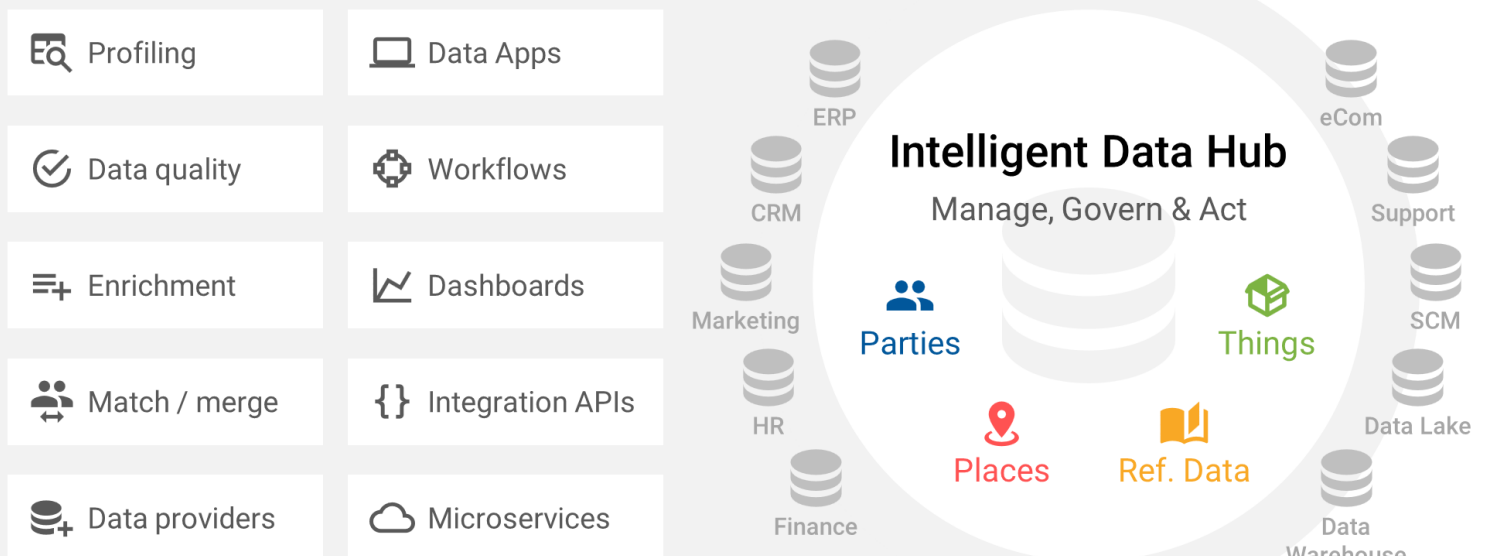 Profiling
Data Apps
Data quality
Workflows
Enrichment
Dashboards
Match / merge
Integration APIs
Data providers
Microservices
Intelligent Data Hub
Manage, Govern & Act
Parties
Things
Places
Ref. Data
ERP
CRM
Marketing
HR
Finance
eCom
Support
SCM
Data Lake
Data
Warehouse